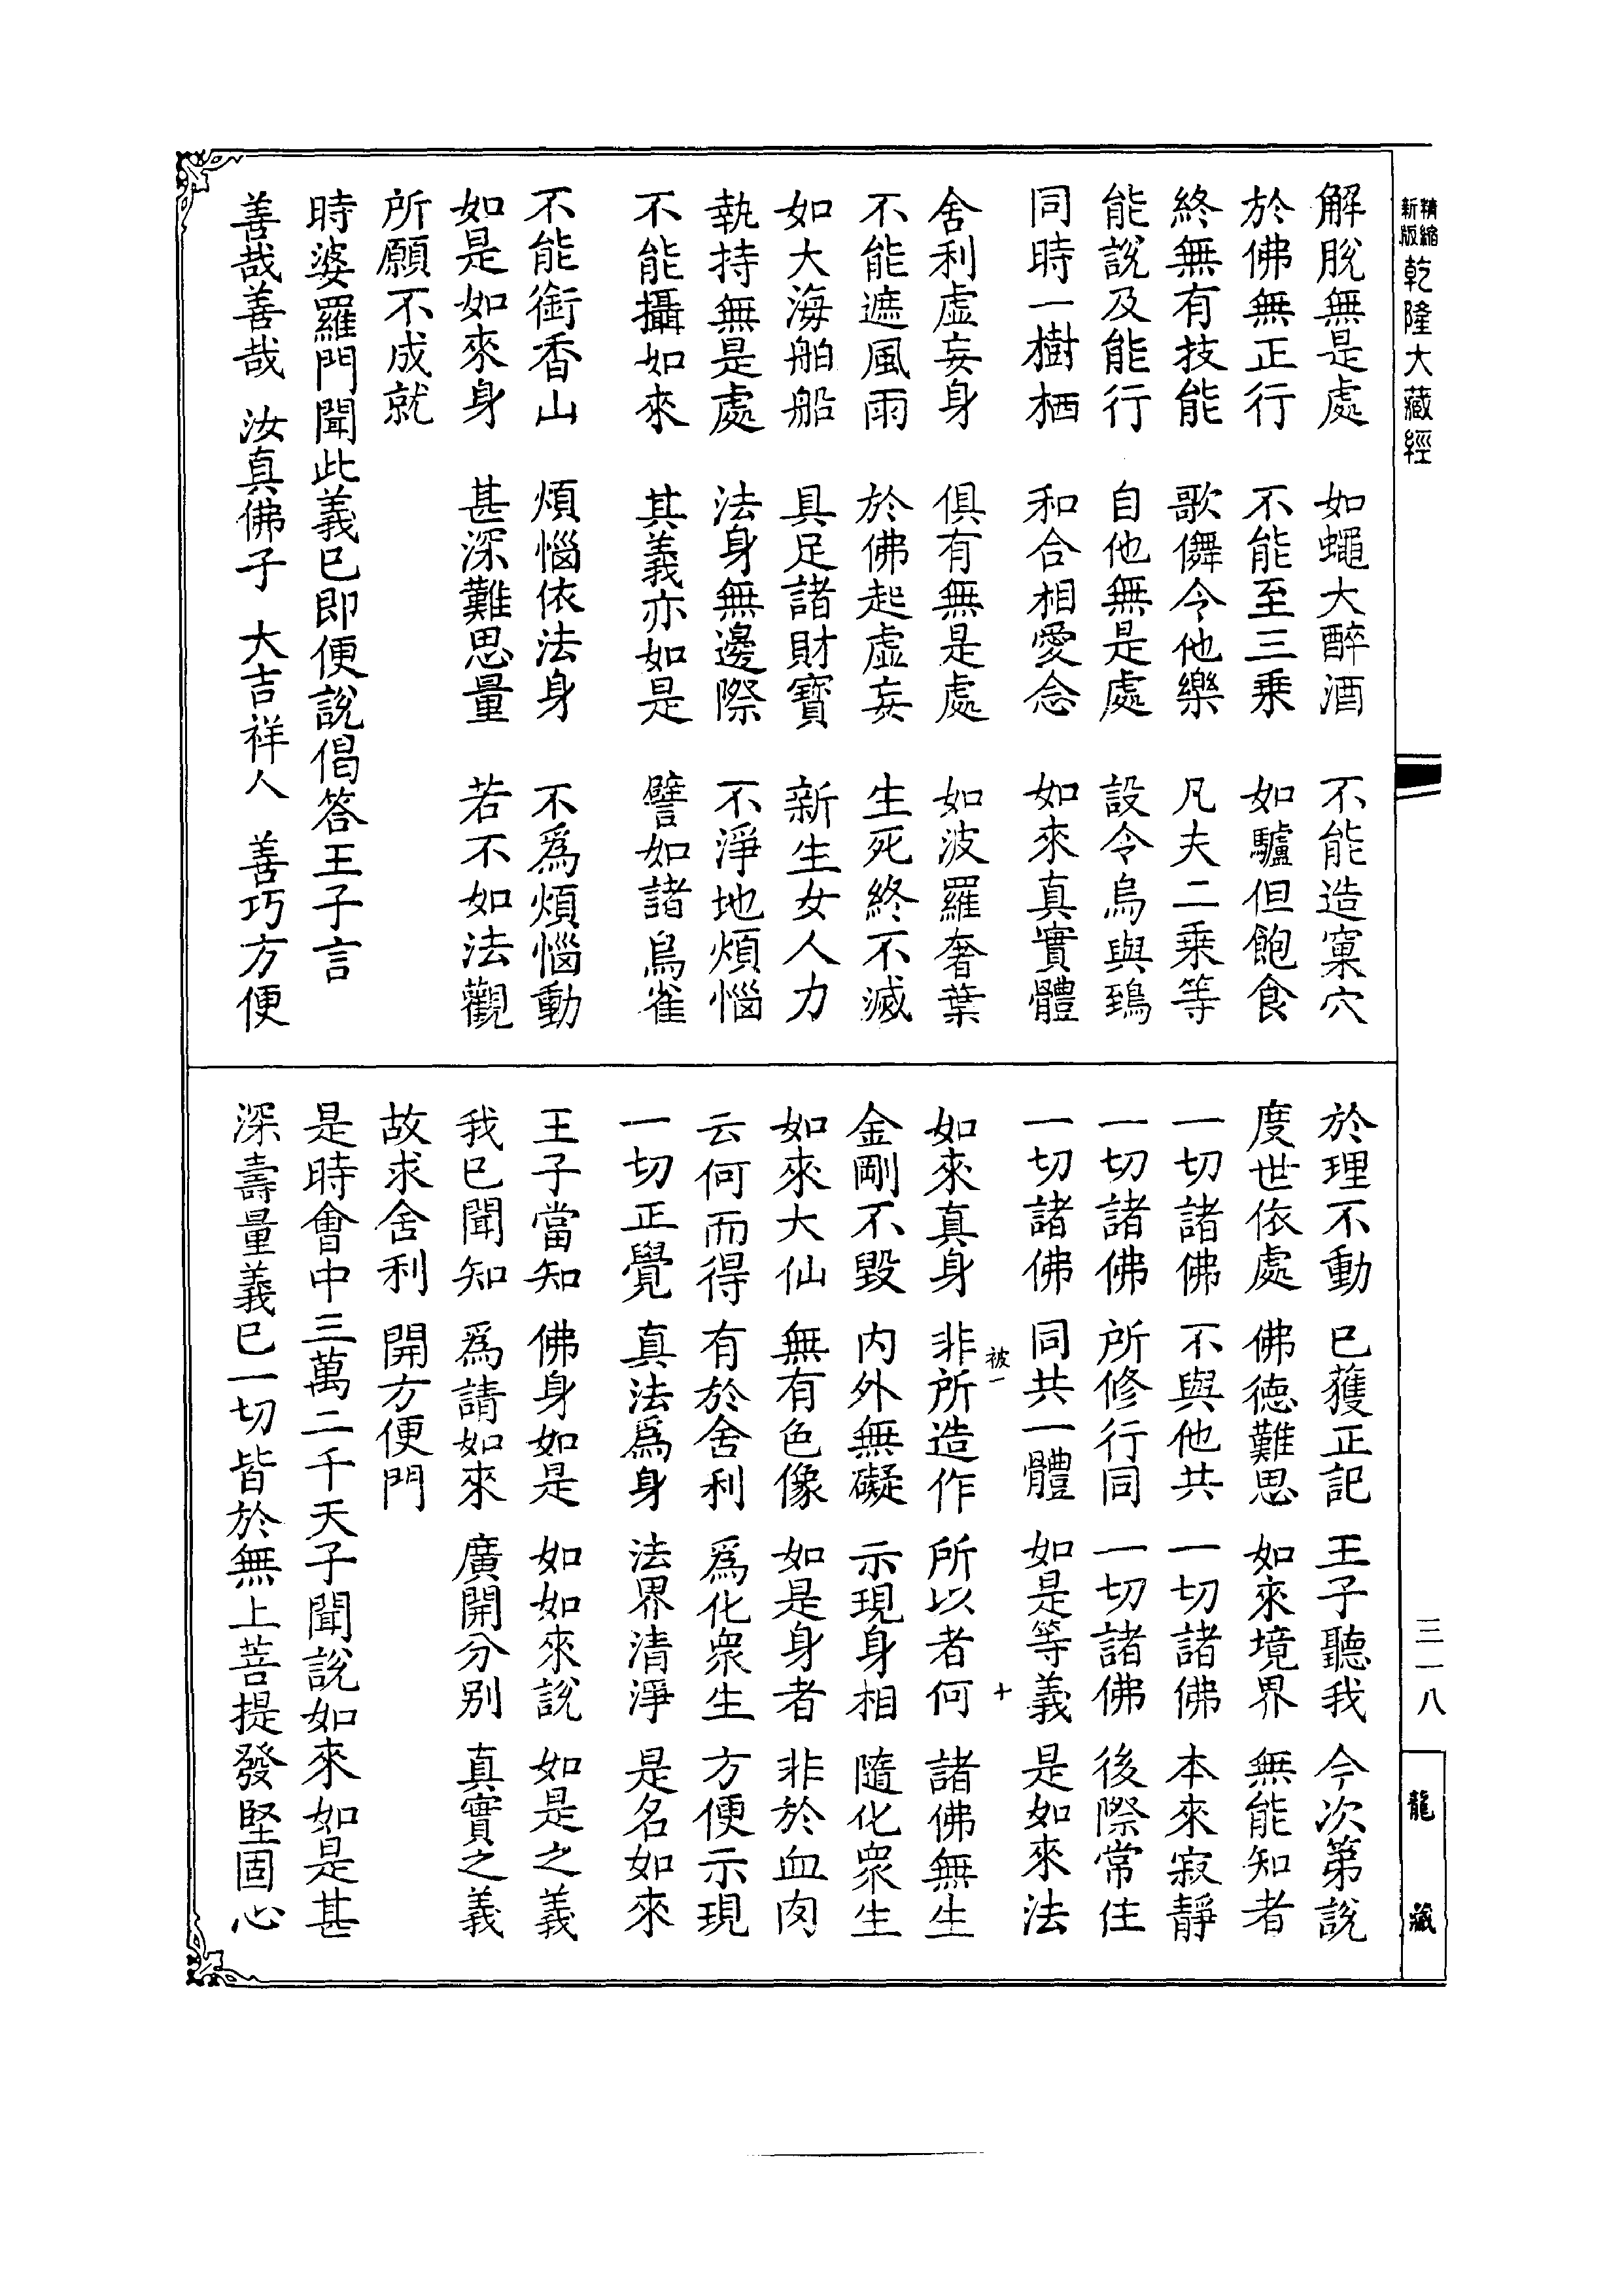 精縮
新版
乾隆大藏經
三一八
龍藏
解脫無是處　如蠅大醉酒　不能造窠穴
於佛無正行　不能至三乘　如驢但飽食
終無有技能　歌儛令他樂　凡夫二乘等
能說及能行　自他無是處　設令烏與鵄
同時一樹栖　和合相愛念　如來真實體
舍利虛妄身　俱有無是處　如波羅奢葉
不能遮風雨　於佛起虛妄　生死終不滅
如大海舶船　具足諸財寶　新生女人力
執持無是處　法身無邊際　不淨地煩惱
不能攝如來　其義亦如是　譬如諸鳥雀
不能銜香山　煩惱依法身　不為煩惱動
如是如來身　甚深難思量　若不如法觀
所願不成就
時婆羅門聞此義已即便說偈答王子言
善哉善哉　汝真佛子　大吉祥人　善巧方便
於理不動　已獲正記　王子聽我　今次第說
度世依處　佛德難思　如來境界　無能知者
一切諸佛　不與他共　一切諸佛　本來寂靜
一切諸佛　所修行同　一切諸佛　後際常住
一切諸佛　同共一體　如是等義　是如來法
被一　十
如來真身　非所造作　所以者何　諸佛無生
金剛不毀　內外無礙　示現身相　隨化眾生
如來大仙　無有色像　如是身者　非於血肉
云何而得　有於舍利　為化眾生　方便示現
一切正覺　真法為身　法界清淨　是名如來
王子當知　佛身如是　如如來說　如是之義
我已聞知　為請如來　廣開分別　真實之義
故求舍利　開方便門
是時會中三萬二千天子聞說如來如是甚
深壽量義已一切皆於無上菩提發堅固心